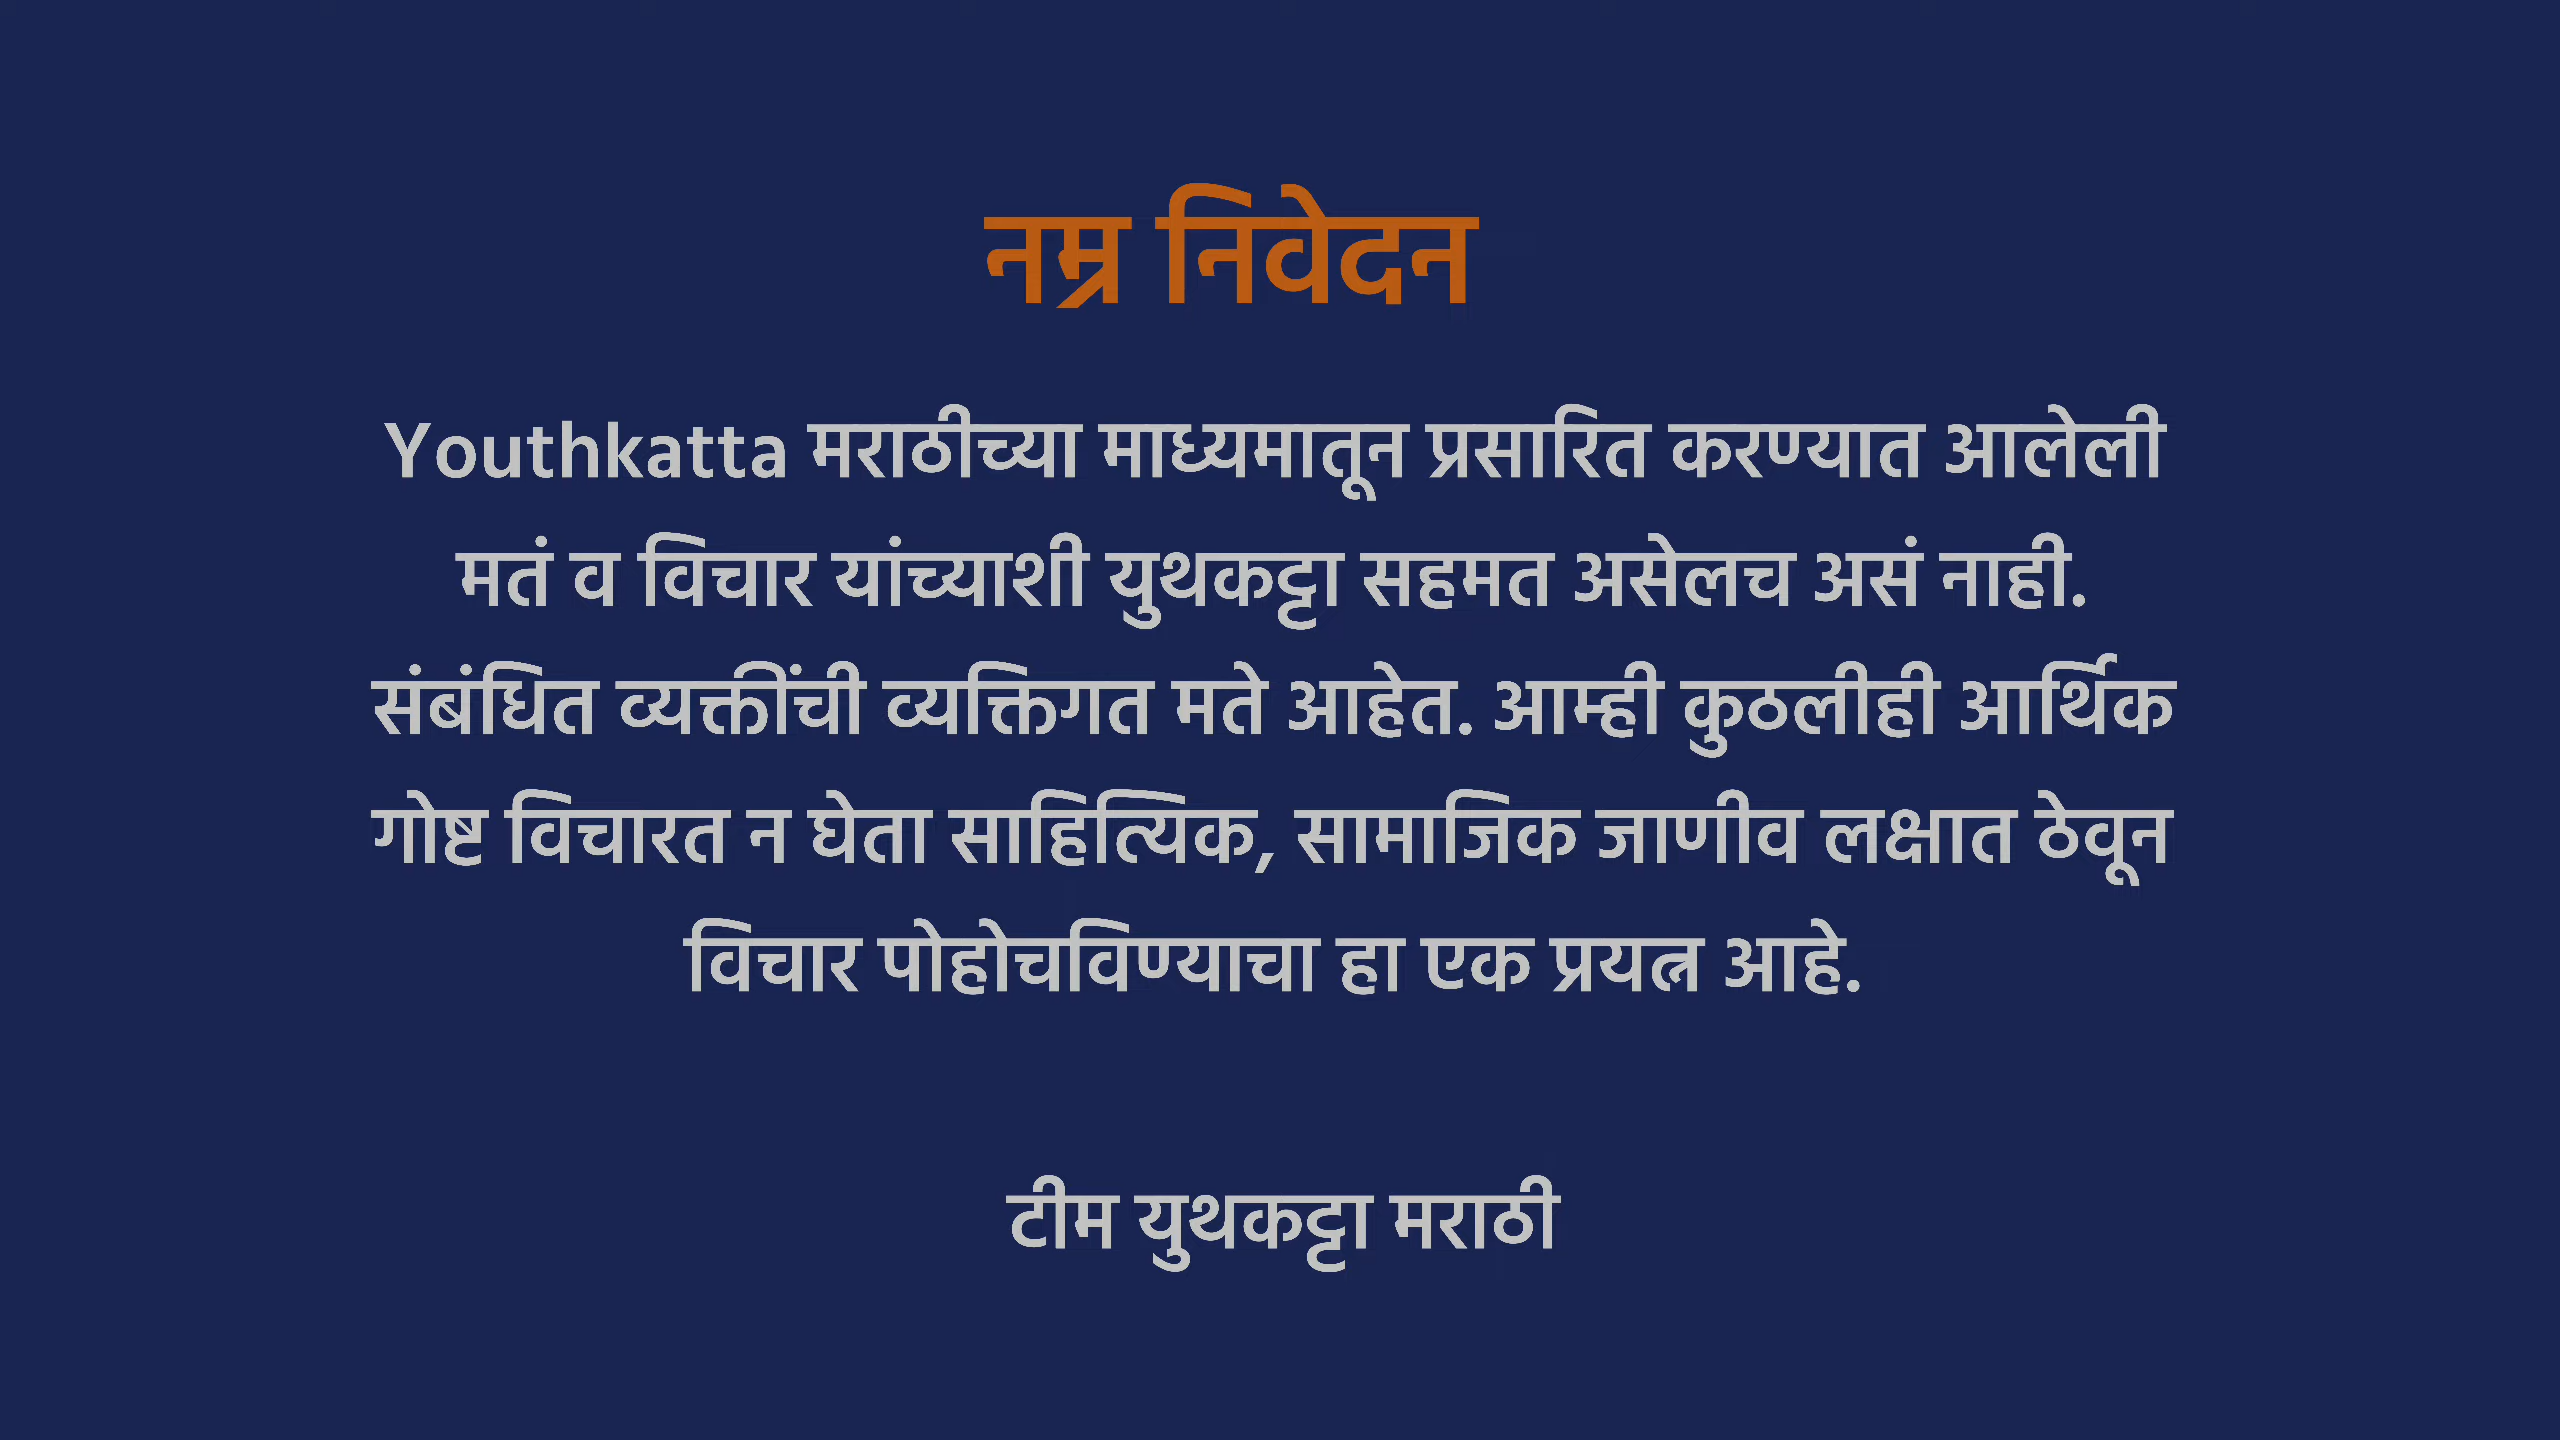 नम्र निवेदन
Youthkatta मराठीच्या माध्यमातून प्रसारित करण्यात आलेली
मतं व विचार यांच्याशी युथकट्टा सहमत असेलच असं नाही.
संबंधित व्यक्तींची व्यक्तिगत मते आहेत. आम्ही कुठलीही आर्थिक
गोष्ट विचारत न घेता साहित्यिक, सामाजिक जाणीव लक्षात ठेवून
विचार पोहोचविण्याचा हा एक प्रयत्न आहे.
टीम युथकट्टा मराठी